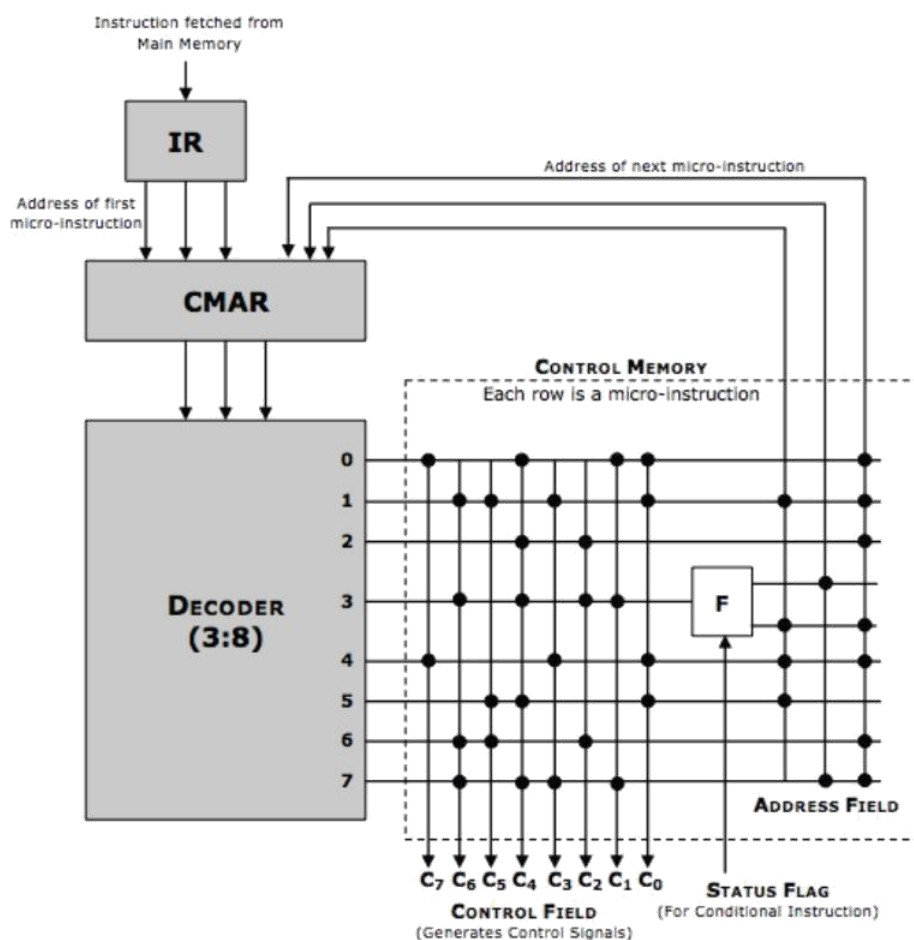 Instruction fetched from
Main Memory
IR
Address of next micro-instruction
Address of first
micro-instruction
CMAR
CONTROL MEMORY
Each row is a micro-instruction
0
1
2
DECODER
(3:8)
3
F
4
5
6
7
ADDRESS FIELD
C7 C6 C5 C4 C3 C2 C1 C0
CONTROL FIELD
(Generates Control Signals)
STATUS FLAG
(For Conditional Instruction)